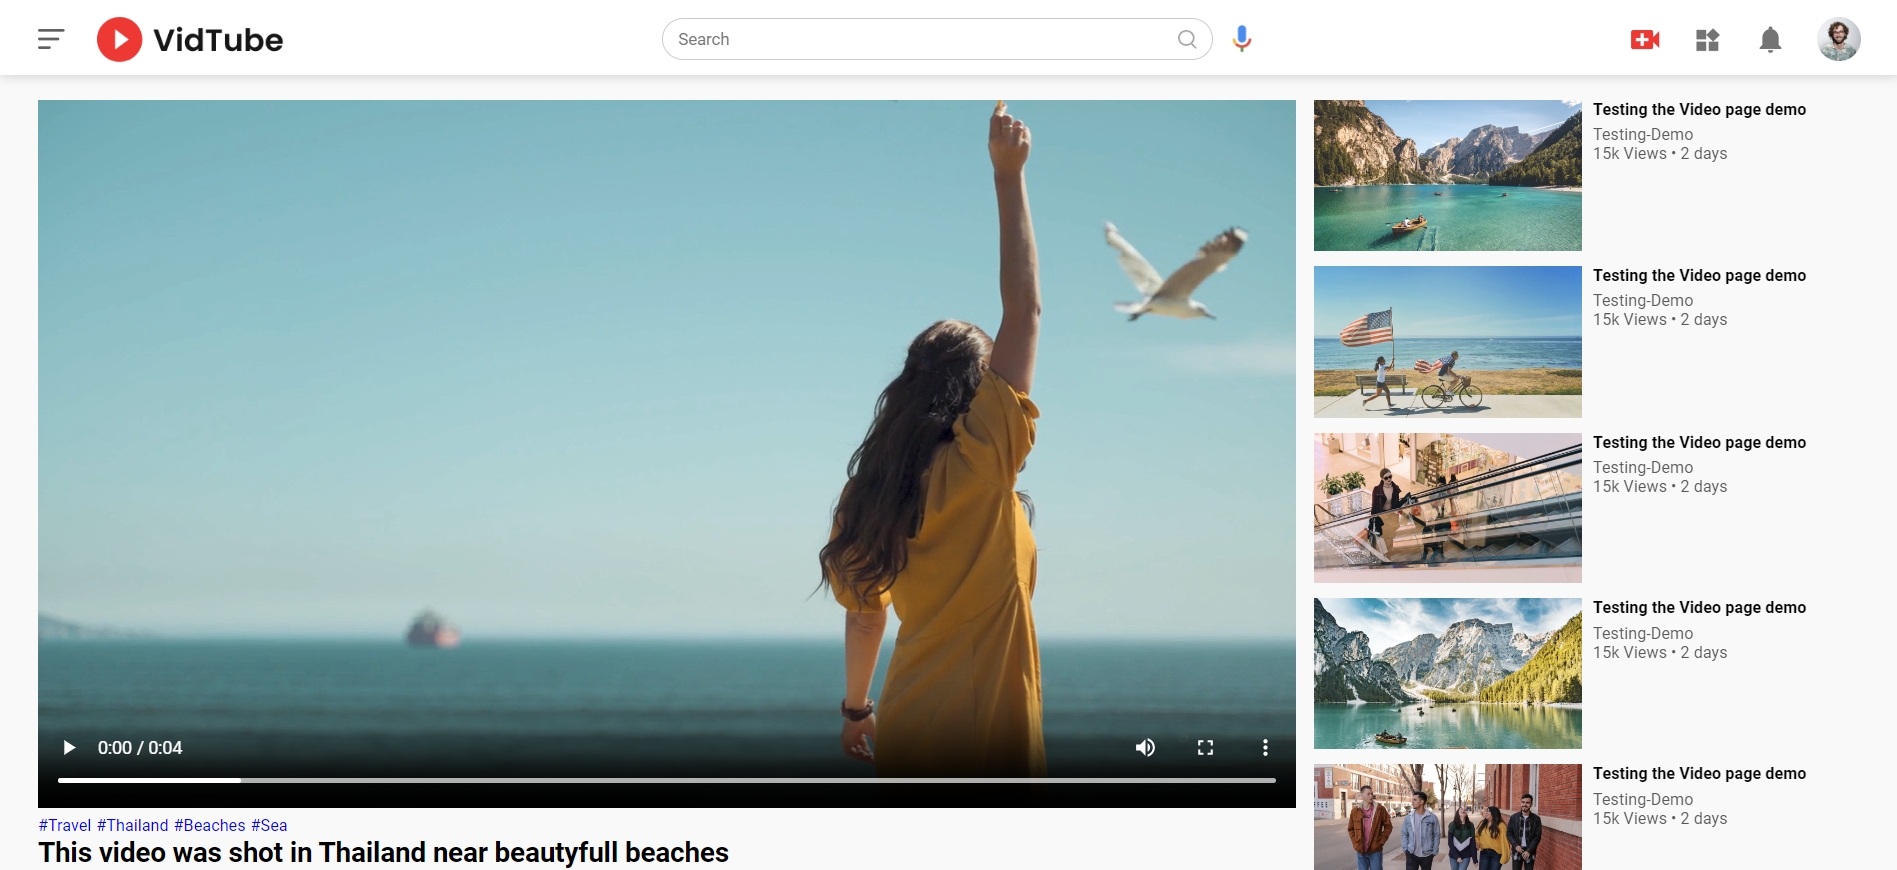 VidTube
Search
0:00 / 0:04
#Travel #Thailand #Beaches #Sea
This video was shot in Thailand near beautyfull beaches
Testing the Video page demo
Testing-Demo
15k Views • 2 days
Testing the Video page demo
Testing-Demo
15k Views • 2 days
Testing the Video page demo
Testing-Demo
15k Views • 2 days
Testing the Video page demo
Testing-Demo
15k Views • 2 days
Testing the Video page demo
Testing-Demo
15k Views • 2 days